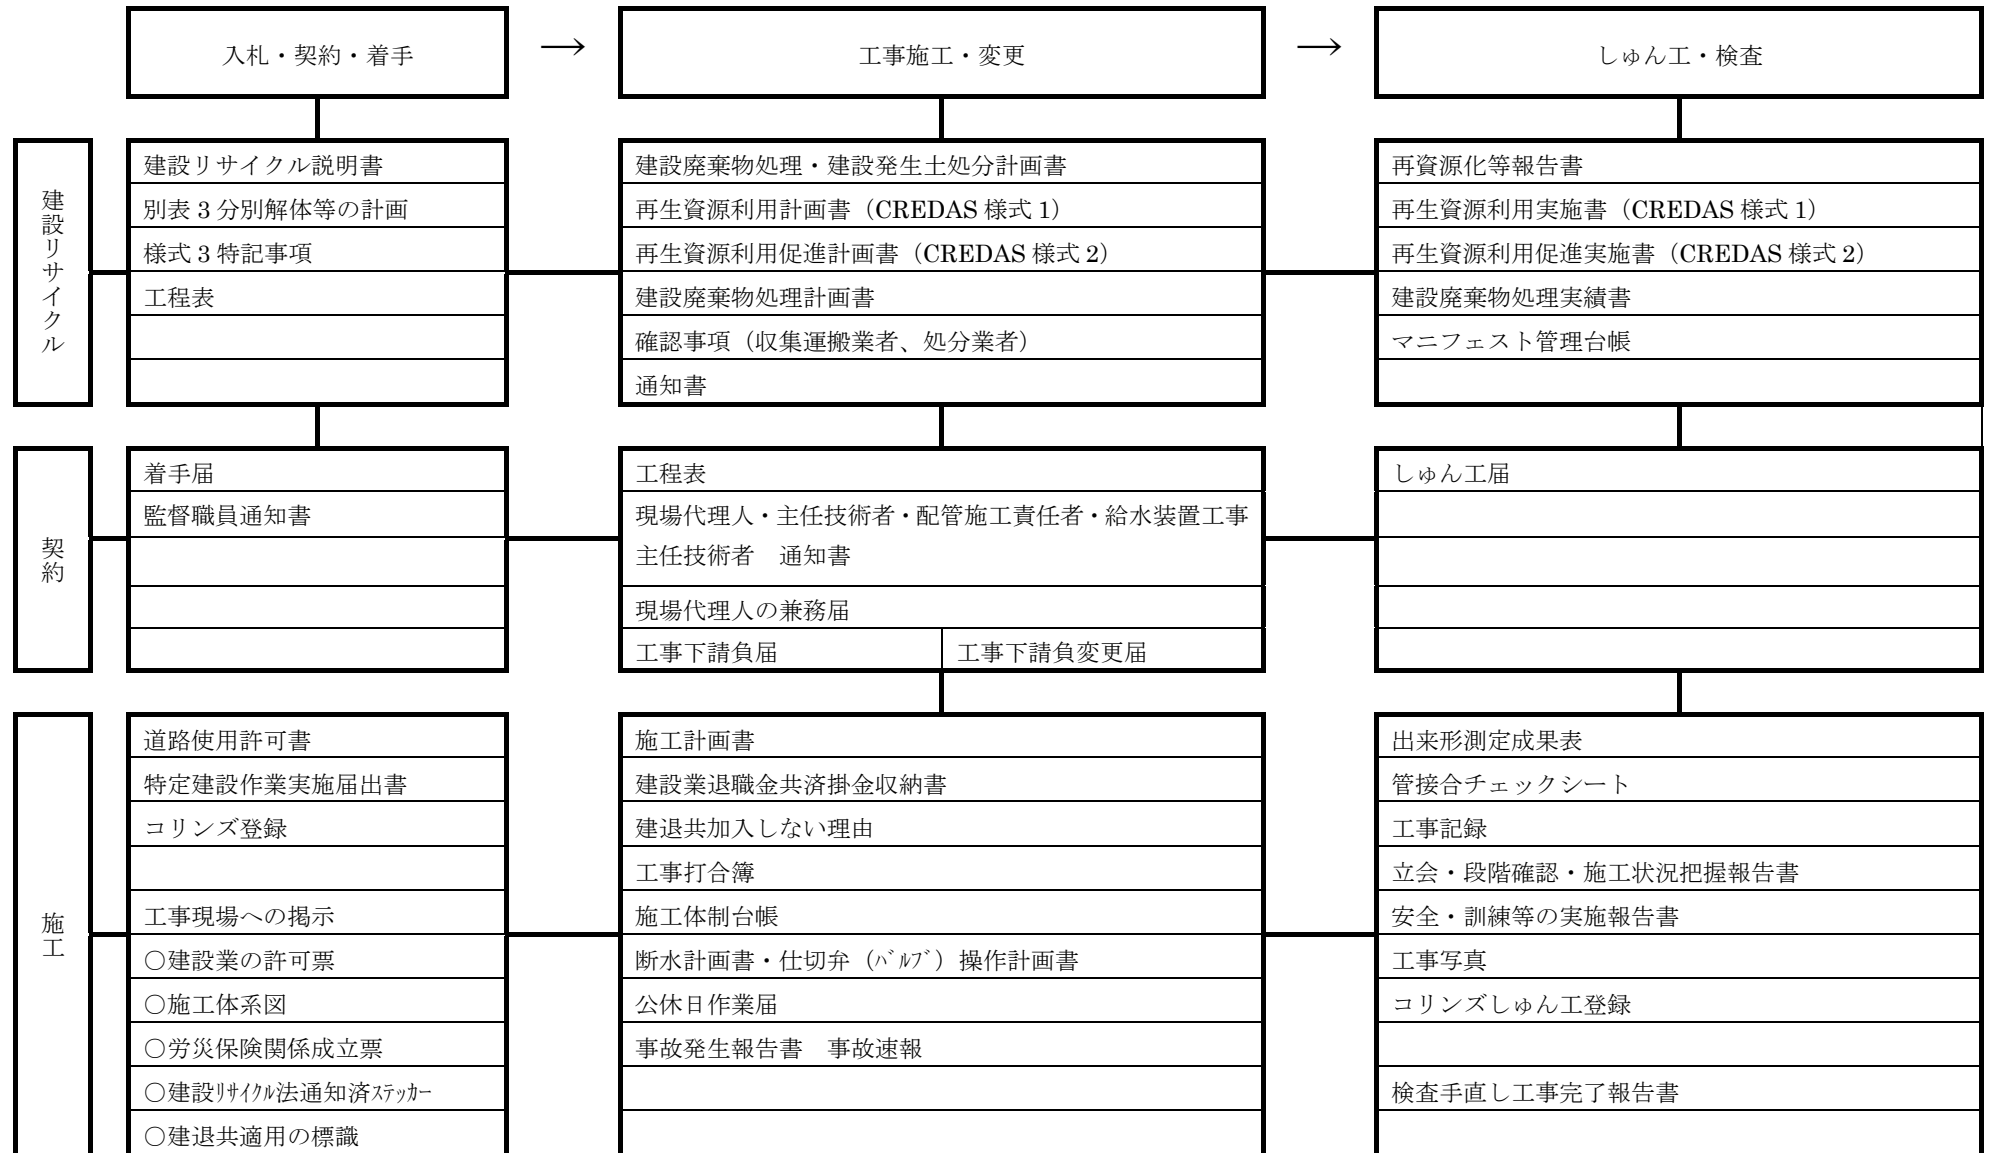 入札・契約・着手
→
工事施工・変更
→
しゅん工・検査
建設リサイクル
建設リサイクル説明書
別表3分別解体等の計画
様式3特記事項
工程表
建設廃棄物処理・建設発生土処分計画書
再生資源利用計画書（CREDAS 様式1）
再生資源利用促進計画書（CREDAS 様式2）
建設廃棄物処理計画書
確認事項（収集運搬業者、処分業者）
通知書
再資源化等報告書
再生資源利用実施書（CREDAS 様式1）
再生資源利用促進実施書（CREDAS 様式2）
建設廃棄物処理実績書
マニフェスト管理台帳
契約
着手届
監督職員通知書
工程表
現場代理人・主任技術者・配管施工責任者・給水装置工事
主任技術者　通知書
現場代理人の兼務届
工事下請負届
工事下請負変更届
しゅん工届
施工
道路使用許可書
特定建設作業実施届出書
コリンズ登録
工事現場への掲示
○建設業の許可票
○施工体系図
○労災保険関係成立票
○建設ﾘｻｲｸﾙ法通知済ｽﾃｯｶｰ
○建退共適用の標識
施工計画書
建設業退職金共済掛金収納書
建退共加入しない理由
工事打合簿
施工体制台帳
断水計画書・仕切弁（ﾊﾞﾙﾌﾞ）操作計画書
公休日作業届
事故発生報告書　事故速報
出来形測定成果表
管接合チェックシート
工事記録
立会・段階確認・施工状況把握報告書
安全・訓練等の実施報告書
工事写真
コリンズしゅん工登録
検査手直し工事完了報告書